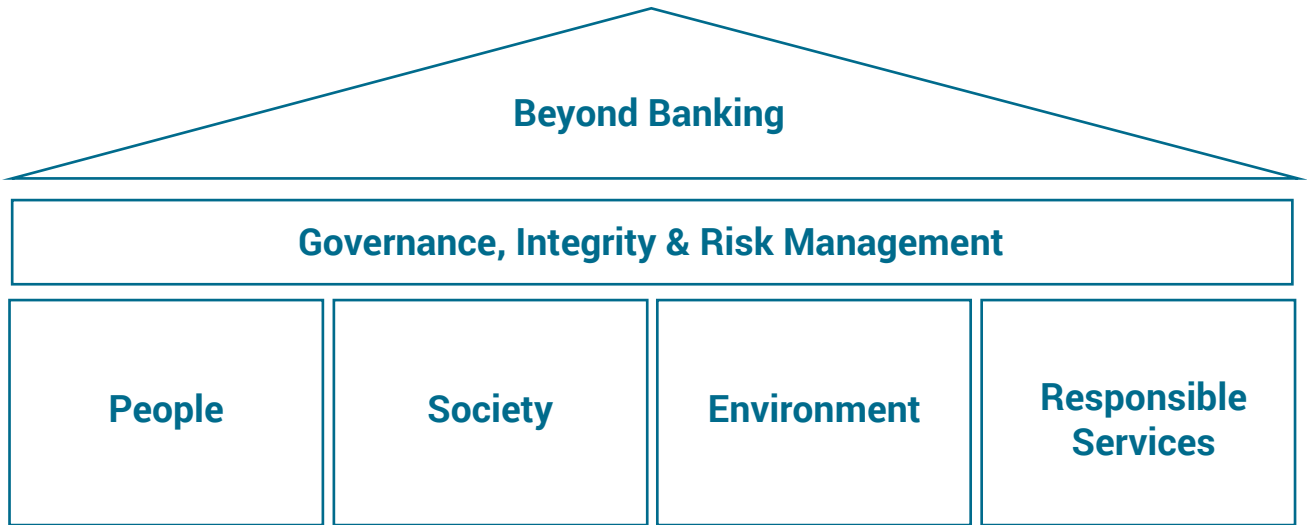 Beyond Banking
Governance, Integrity & Risk Management
People
Society
Environment
Responsible
Services